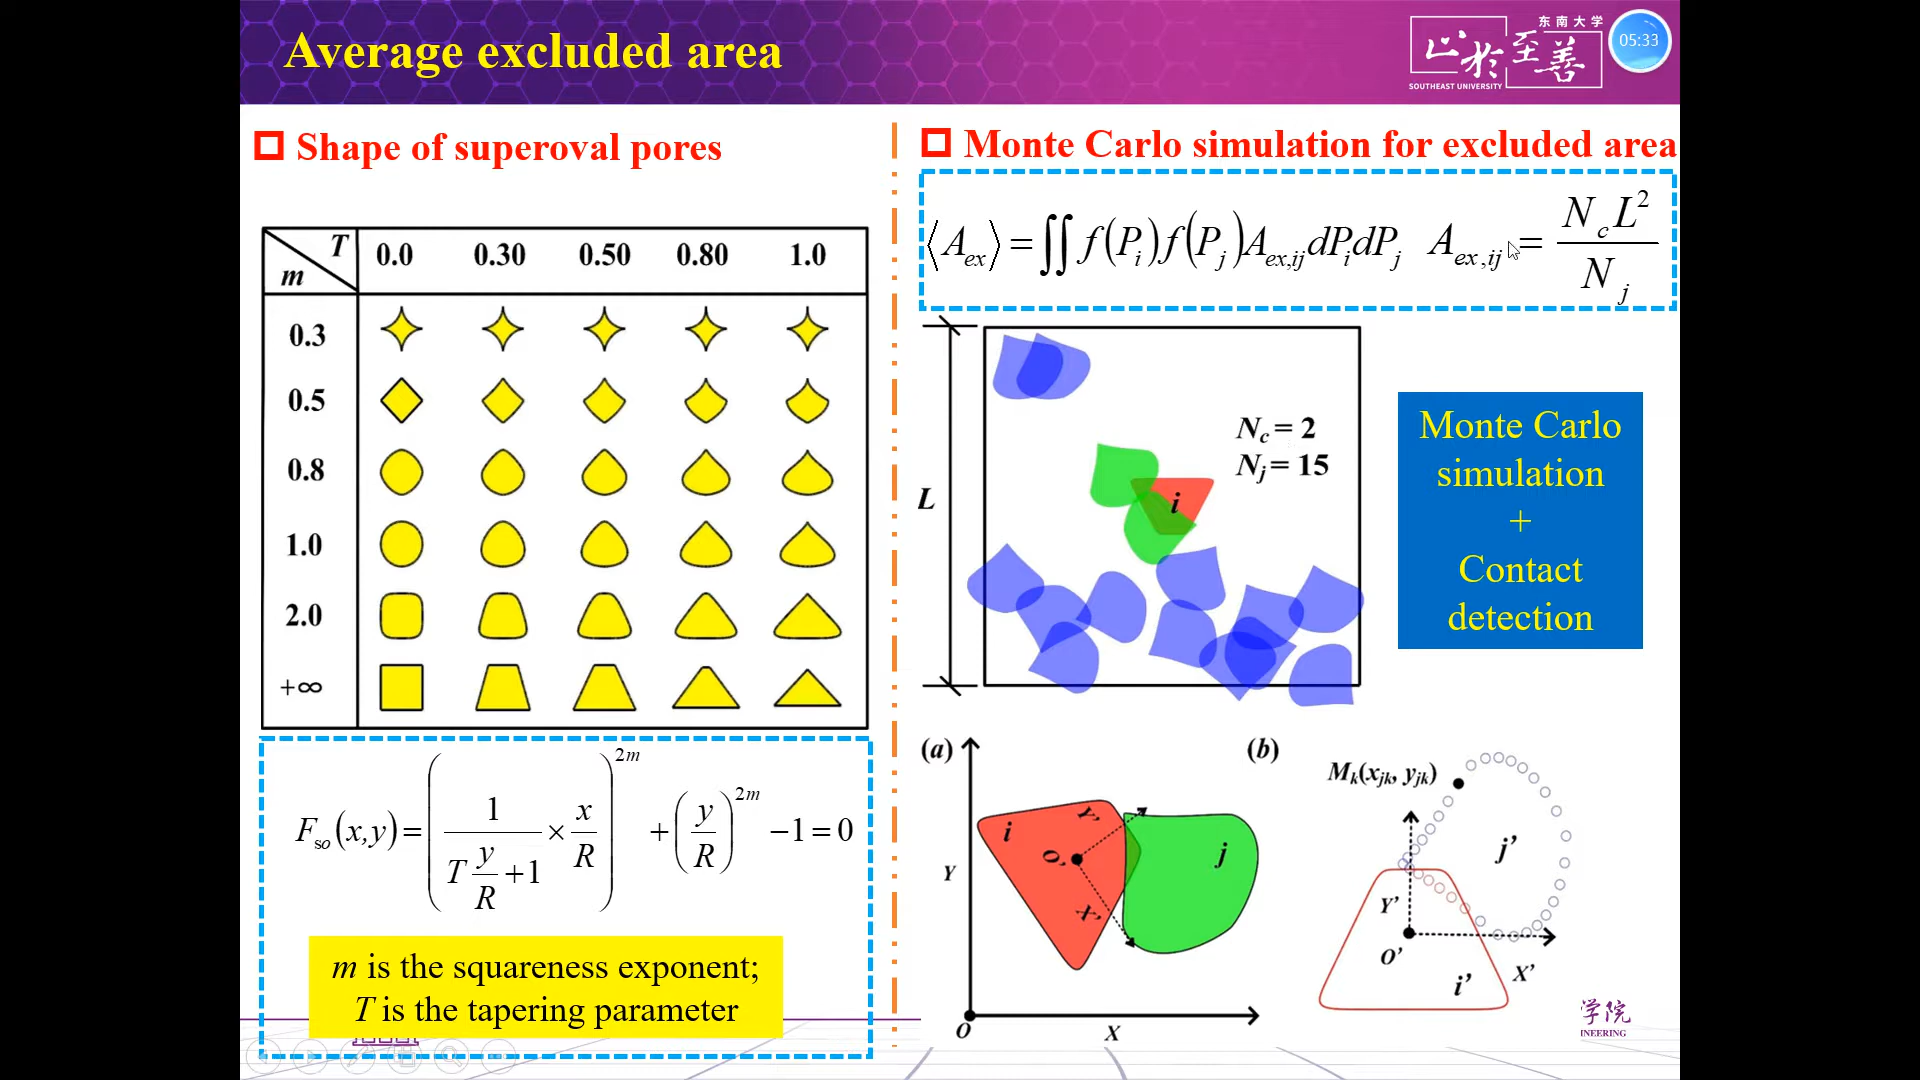 Average excluded area
东南大学
止於至善
SOUTHEAST UNIVERSITY
05:33
Shape of superoval pores
T
m
0.0 0.30 0.50 0.80 1.0
0.3
0.5
0.8
1.0
2.0
+∞
F_so(x,y) = (1/(T y/R + 1) × x/R)^2m + (y/R)^2m − 1 = 0
m is the squareness exponent;
T is the tapering parameter
Monte Carlo simulation for excluded area
⟨A_ex⟩ = ∬ f(P_i) f(P_j) A_ex,ij dP_i dP_j A_ex,ij = N_c L^2 / N_j
L
N_c = 2
N_j = 15
i
Monte Carlo
simulation
+
Contact
detection
(a)
Y
i
Y'
O'
X'
j
O
X
(b)
M_k(x_jk, y_jk)
j'
Y'
O'
i'
X'
学院
INEERING